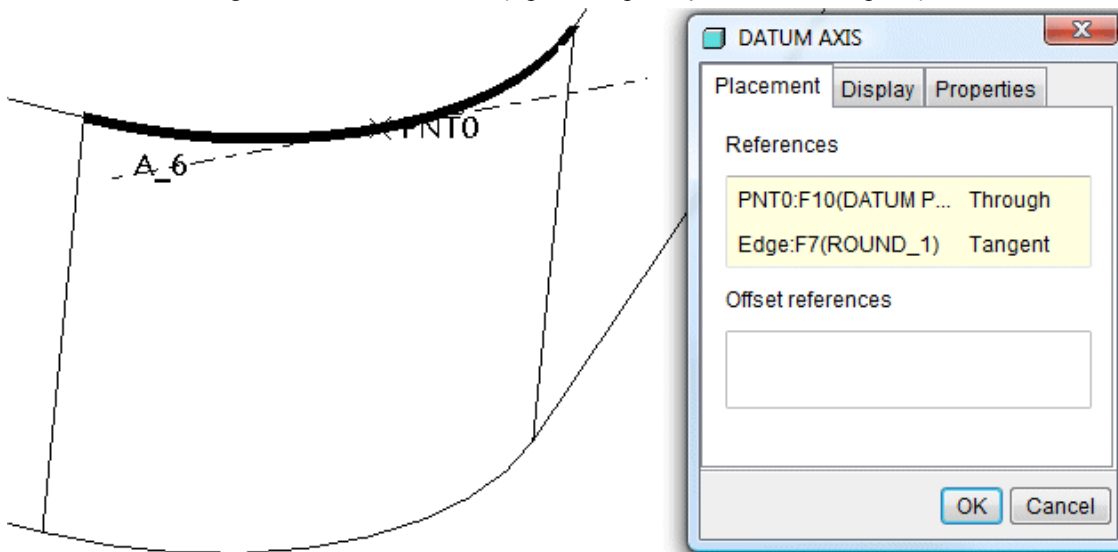 DATUM AXIS
Placement Display Properties
References
PNT0:F10(DATUM P... Through
Edge:F7(ROUND_1) Tangent
Offset references
OK Cancel
PNT0
A_6